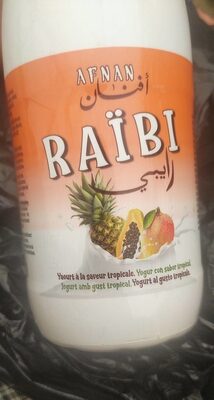 AFNAN
أفنان
RAÏBI
رايبي
Yaourt à la saveur tropicale. Yogur con sabor tropical.
Iogurt amb gust tropical. Yogurt al gusto tropicale.